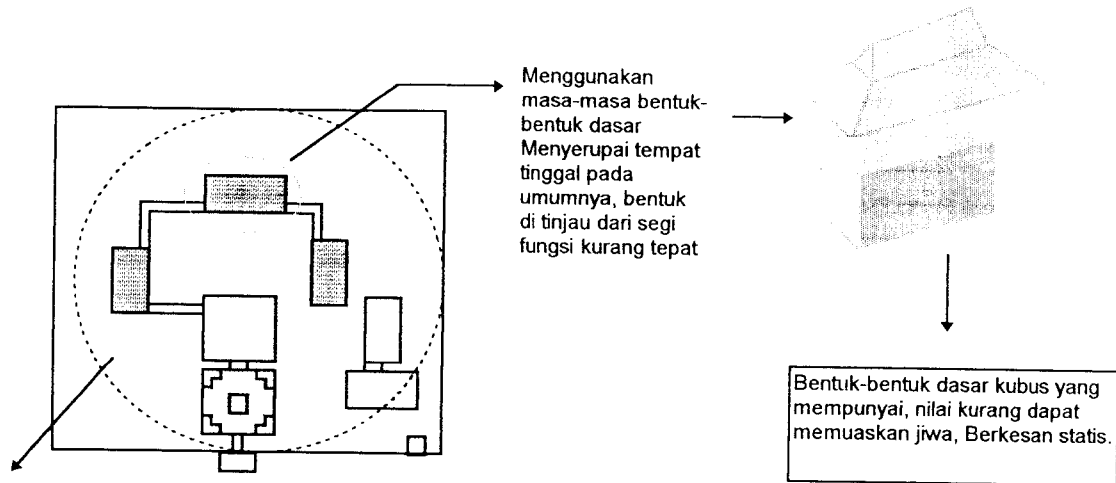 Menggunakan
masa-masa bentuk-
bentuk dasar
Menyerupai tempat
tinggal pada
umumnya, bentuk
di tinjau dari segi
fungsi kurang tepat
Bentuk-bentuk dasar kubus yang
mempunyai, nilai kurang dapat
memuaskan jiwa, Berkesan statis.